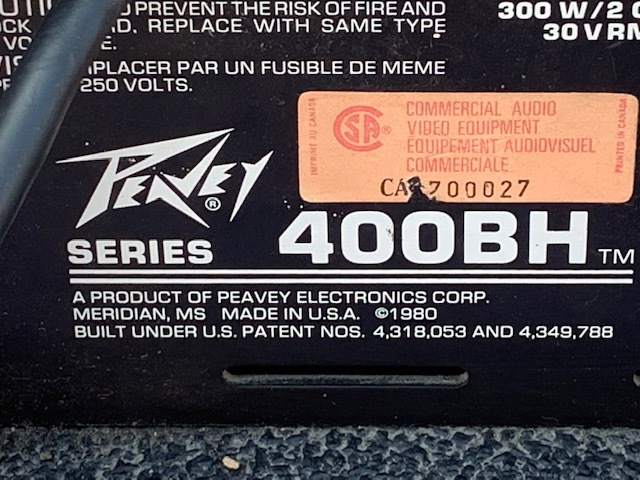 PREVENT THE RISK OF FIRE AND
REPLACE WITH SAME TYPE
PAR UN FUSIBLE DE MEME
250 VOLTS.
300 W/2
30 V
IMPRIMÉ AU CANADA
CSA ®
COMMERCIAL AUDIO
VIDEO EQUIPMENT
EQUIPEMENT AUDIOVISUEL
COMMERCIALE
PRINTED IN CANADA
700027
PEAVEY ®
SERIES 400BH TM
A PRODUCT OF PEAVEY ELECTRONICS CORP.
MERIDIAN, MS MADE IN U.S.A. ©1980
BUILT UNDER U.S. PATENT NOS. 4,318,053 AND 4,349,788